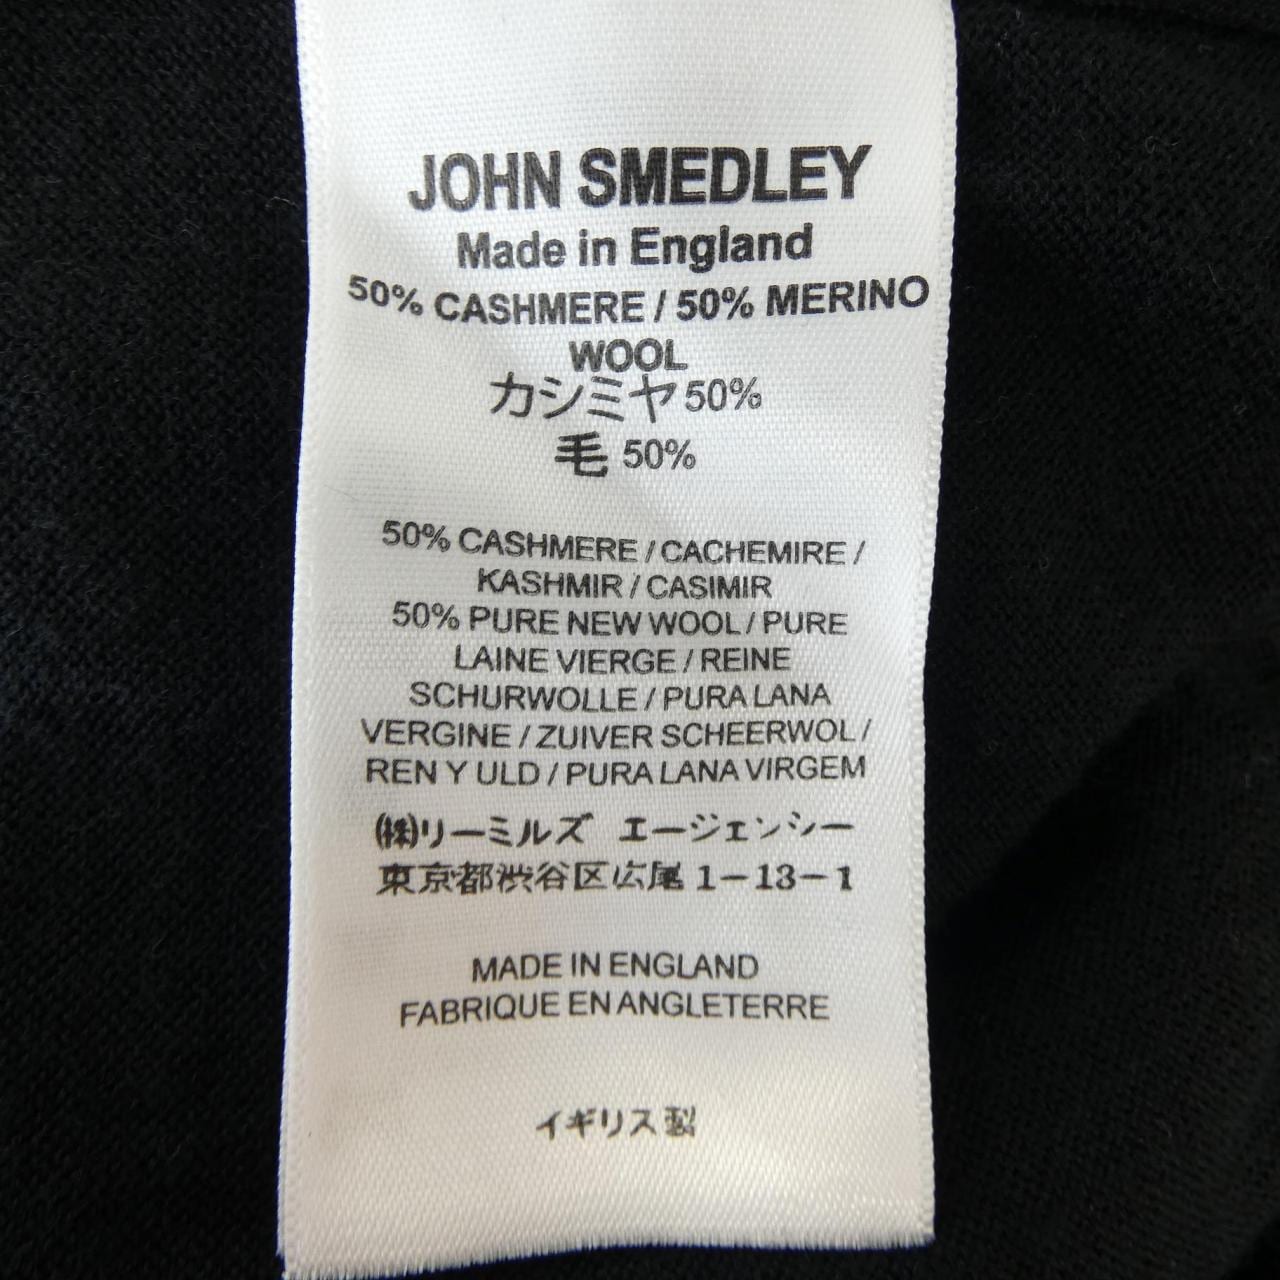 JOHN SMEDLEY
Made in England
50% CASHMERE / 50% MERINO
WOOL
カシミヤ 50%
毛 50%
50% CASHMERE / CACHEMIRE /
KASHMIR / CASIMIR
50% PURE NEW WOOL / PURE
LAINE VIERGE / REINE
SCHURWOLLE / PURA LANA
VERGINE / ZUIVER SCHEERWOL /
REN Y ULD / PURA LANA VIRGEM
㈱リーミルズ エージェンシー
東京都渋谷区広尾 1-13-1
MADE IN ENGLAND
FABRIQUE EN ANGLETERRE
イギリス製